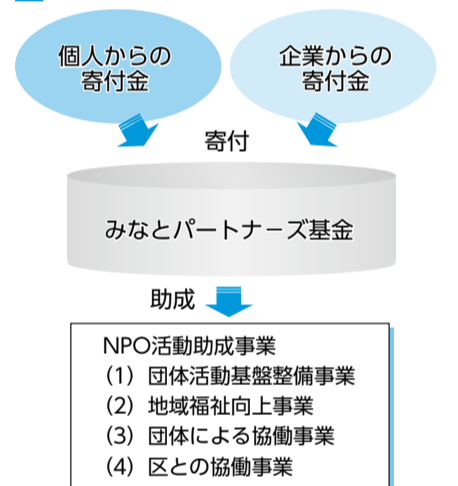 個人からの
寄付金
企業からの
寄付金
寄付
みなとパートナーズ基金
助成
NPO活動助成事業
（1）団体活動基盤整備事業
（2）地域福祉向上事業
（3）団体による協働事業
（4）区との協働事業